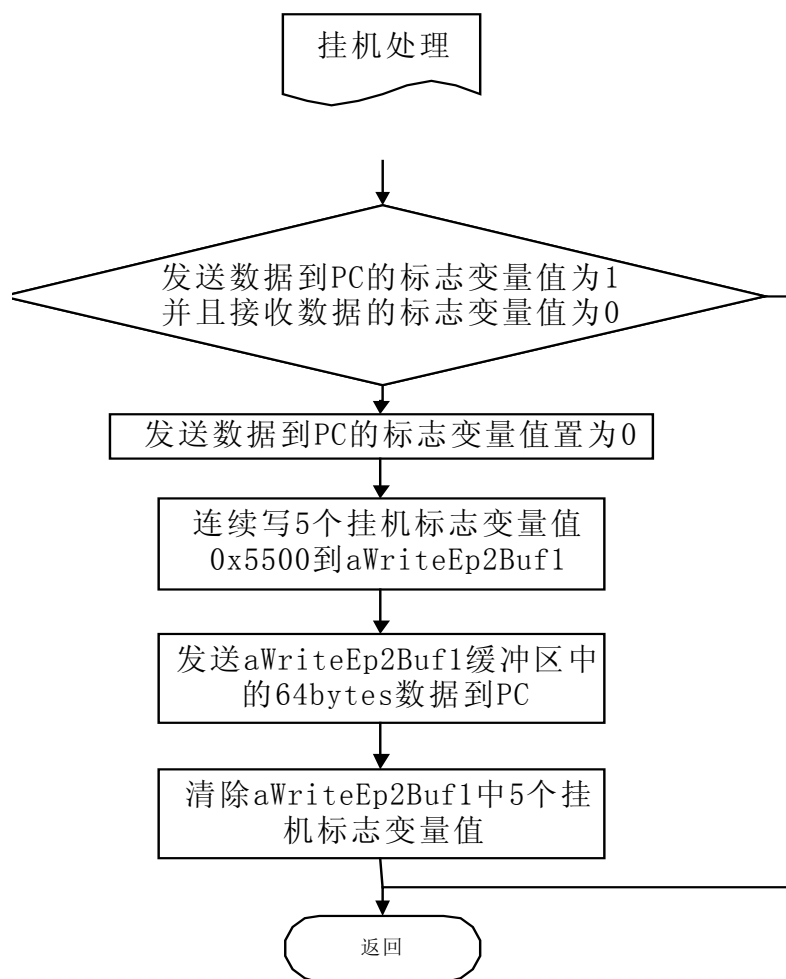 挂机处理
发送数据到PC的标志变量值为1
并且接收数据的标志变量值为0
发送数据到PC的标志变量值置为0
连续写5个挂机标志变量值
0x5500到aWriteEp2Buf1
发送aWriteEp2Buf1缓冲区中
的64bytes数据到PC
清除aWriteEp2Buf1中5个挂
机标志变量值
返回